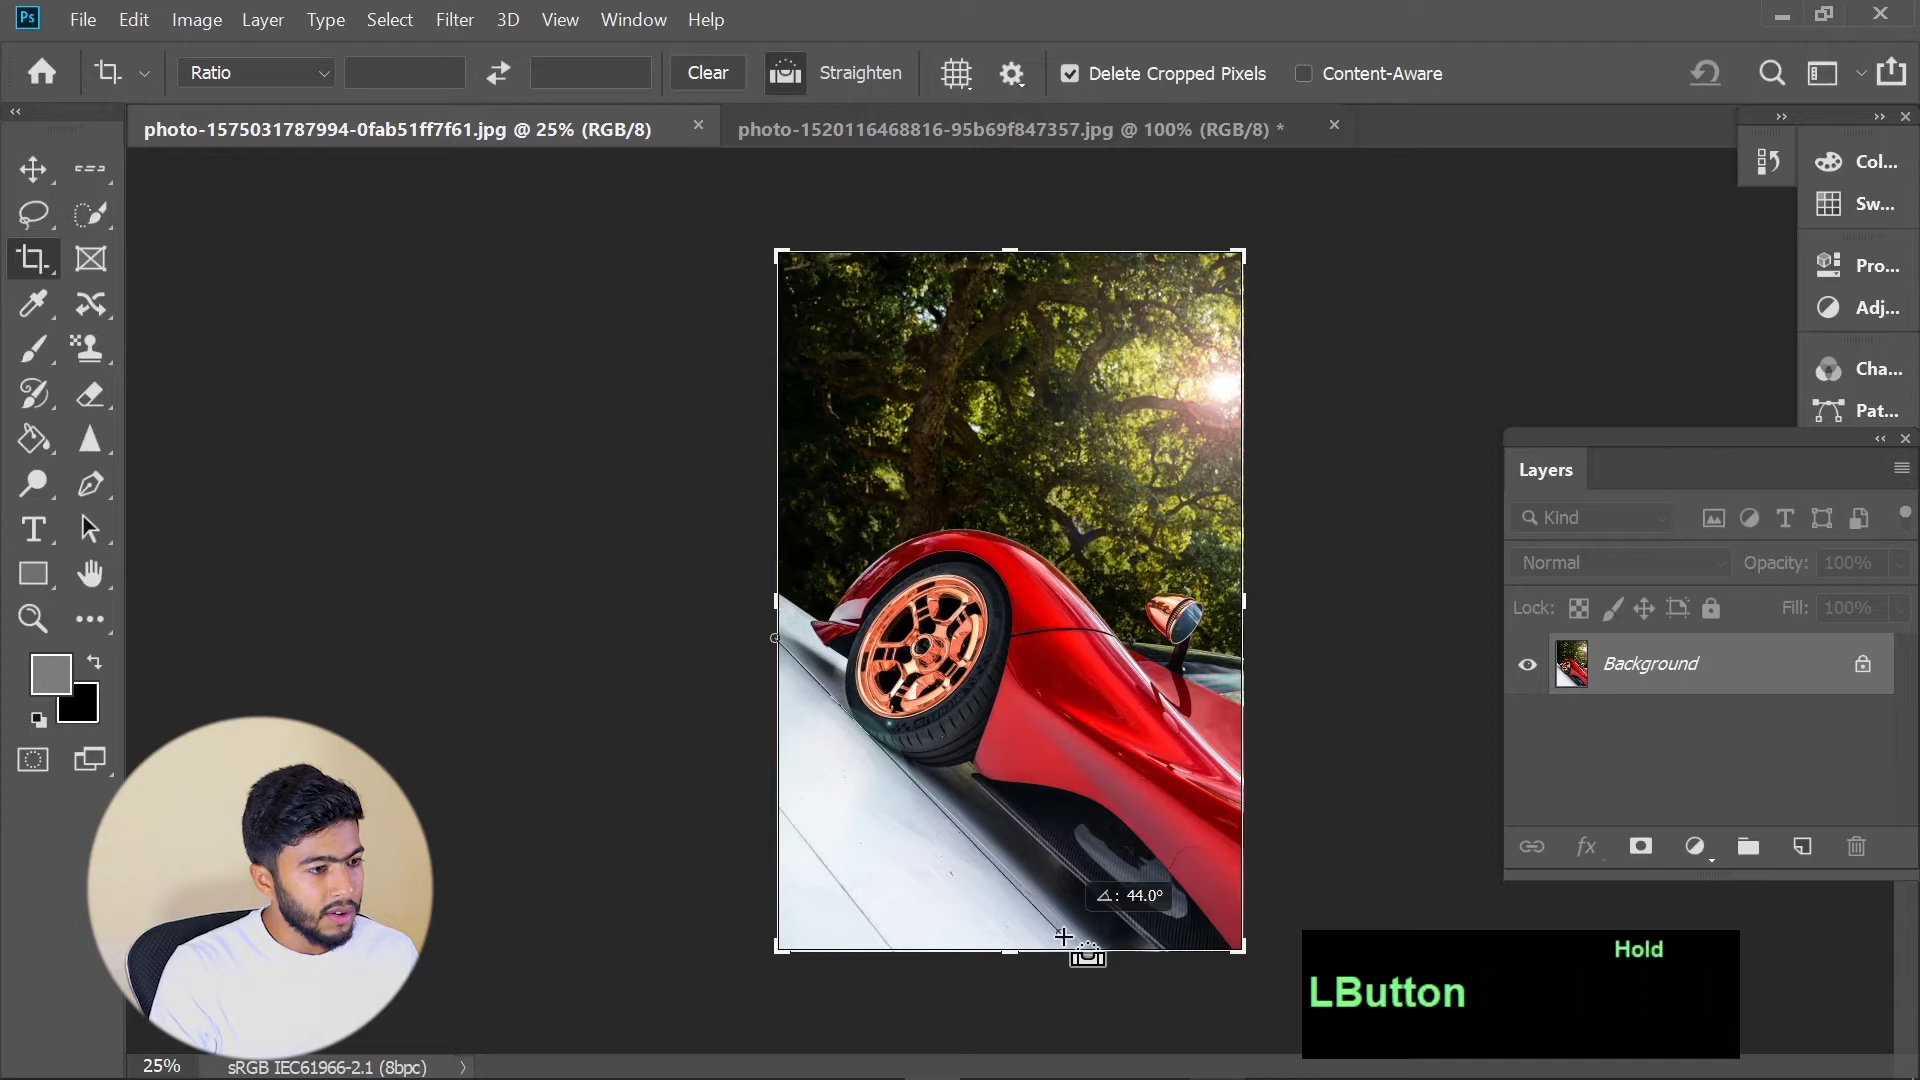 Ps File Edit Image Layer Type Select Filter 3D View Window Help
Ratio Clear Straighten Delete Cropped Pixels Content-Aware
photo-1575031787994-0fab51ff7f61.jpg @ 25% (RGB/8) photo-1520116468816-95b69f847357.jpg @ 100% (RGB/8) *
Col...
Sw...
Pro...
Adj...
Cha...
Pat...
Layers
Kind
Normal Opacity: 100%
Lock: Fill: 100%
Background
fx
: 44.0°
Hold
LButton
25% sRGB IEC61966-2.1 (8bpc)